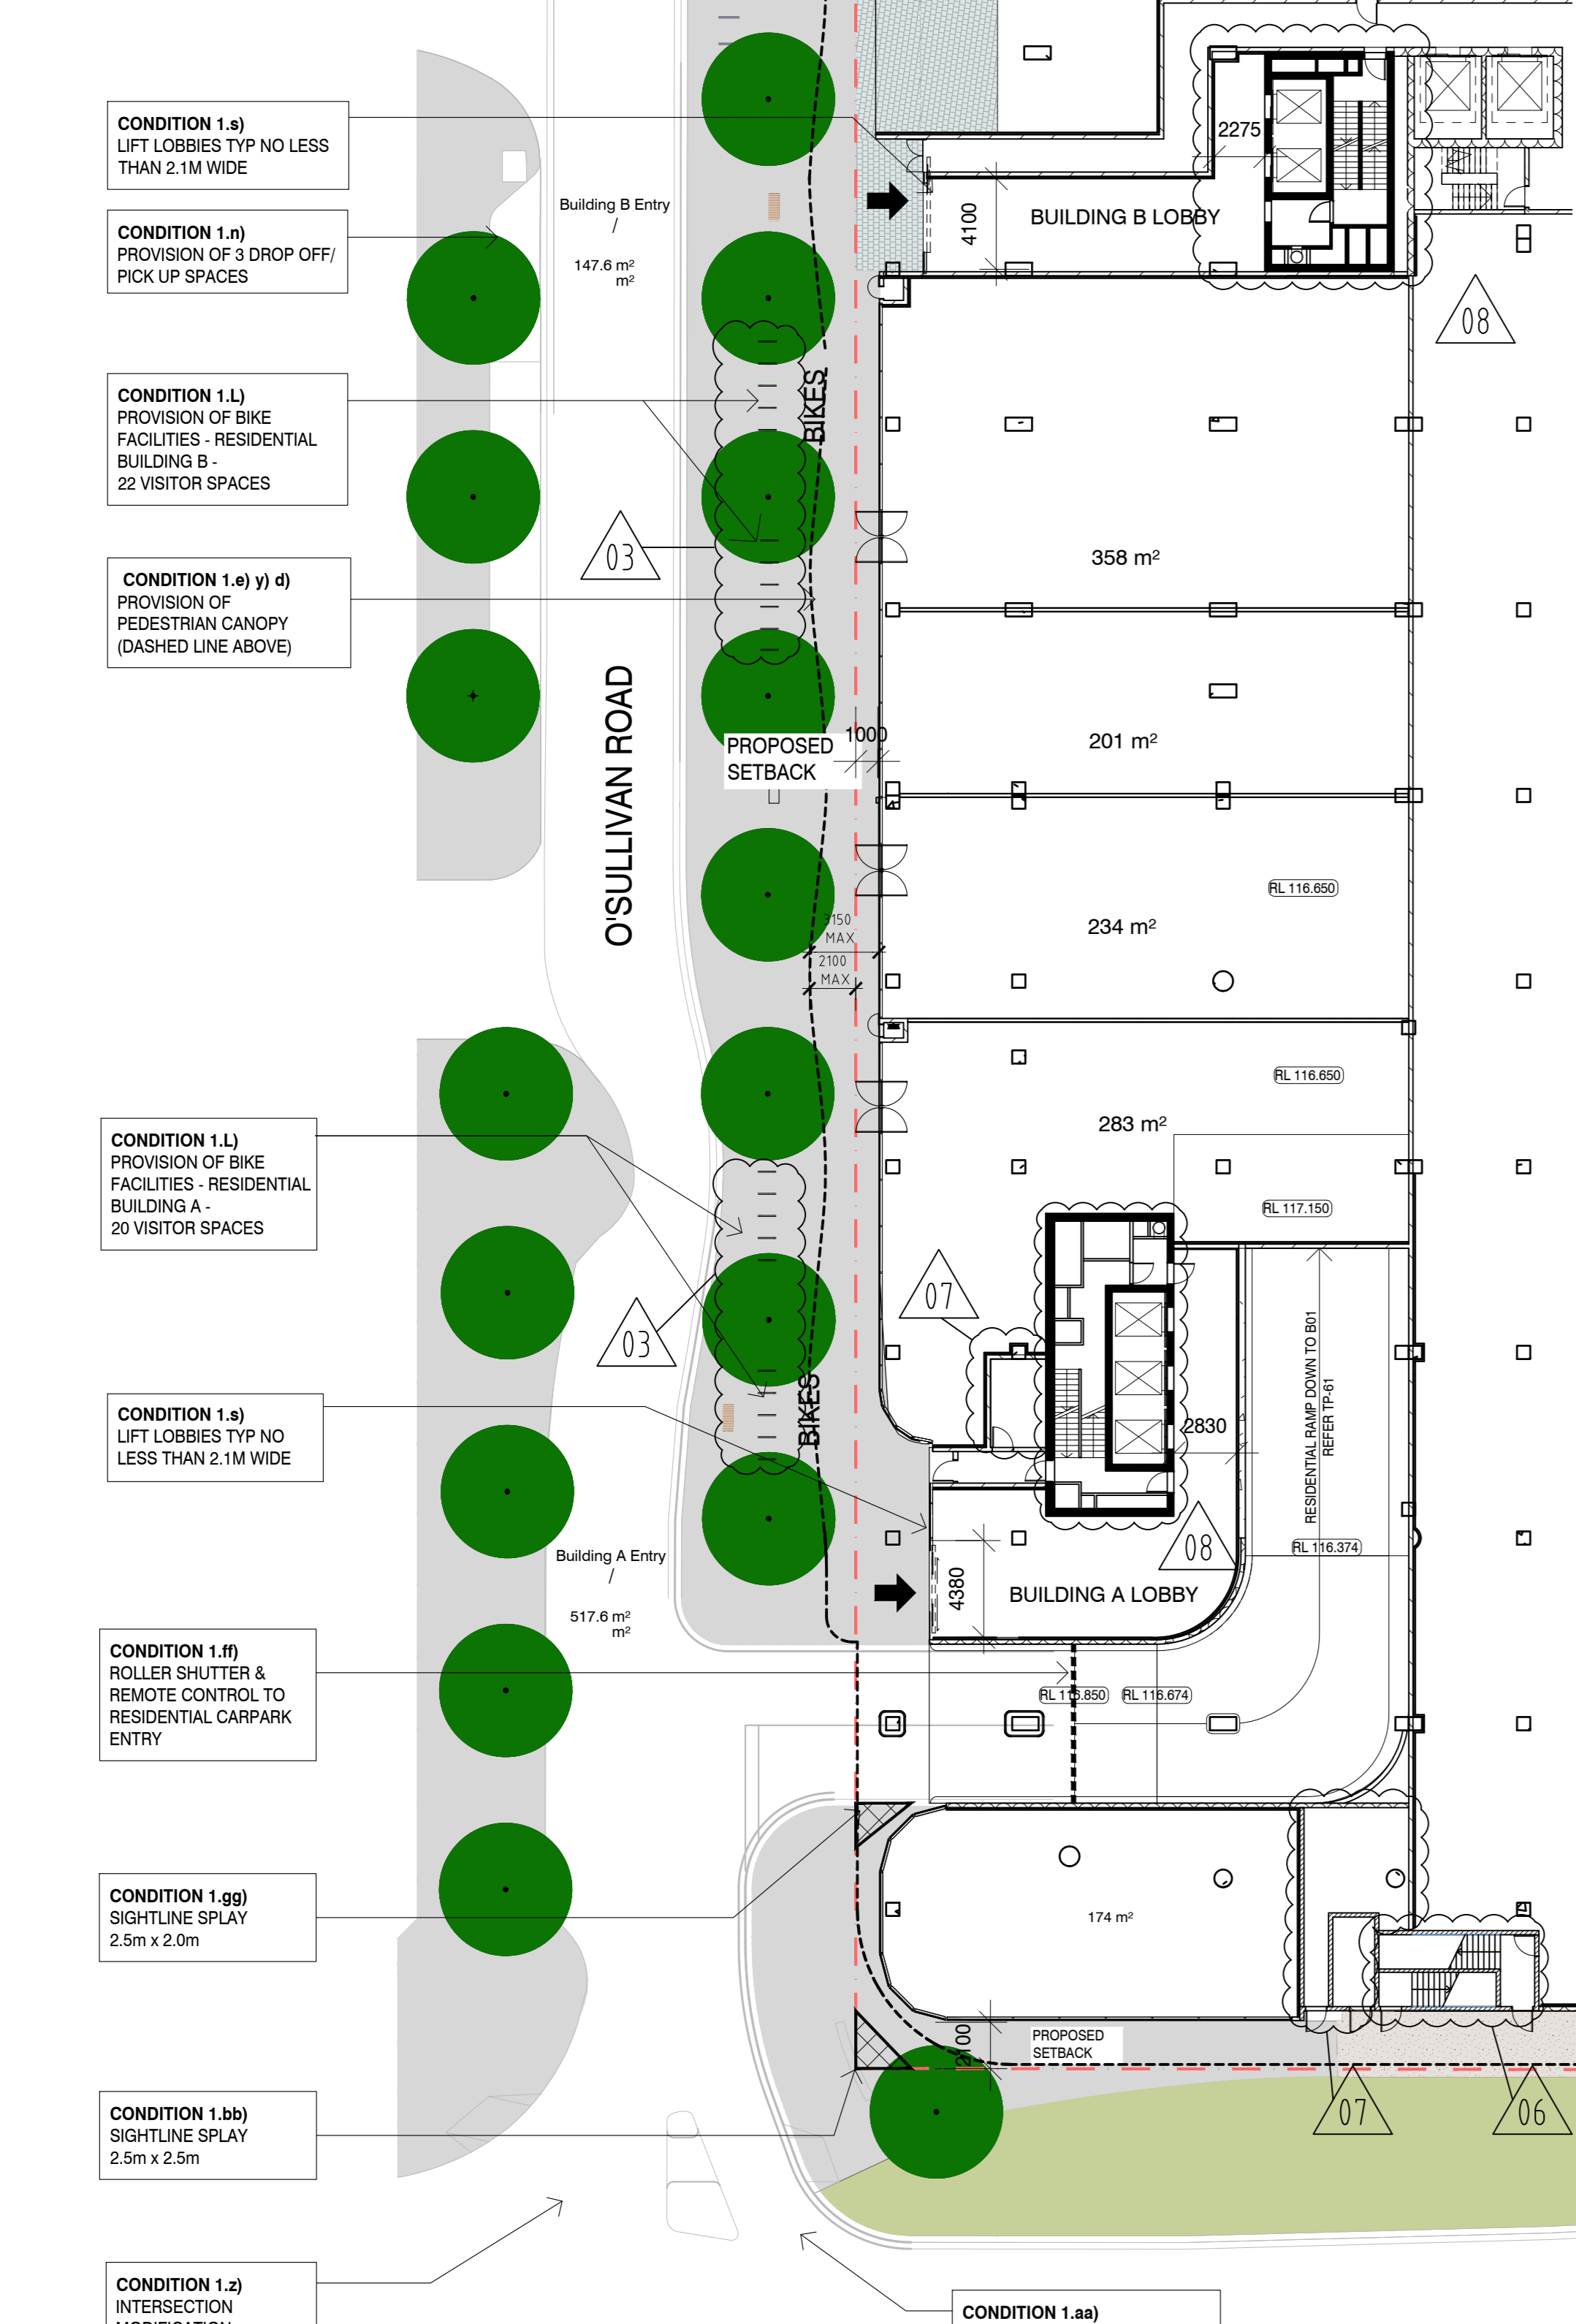 CONDITION 1.s)
LIFT LOBBIES TYP NO LESS
THAN 2.1M WIDE
CONDITION 1.n)
PROVISION OF 3 DROP OFF/
PICK UP SPACES
CONDITION 1.L)
PROVISION OF BIKE
FACILITIES - RESIDENTIAL
BUILDING B -
22 VISITOR SPACES
CONDITION 1.e) y) d)
PROVISION OF
PEDESTRIAN CANOPY
(DASHED LINE ABOVE)
CONDITION 1.L)
PROVISION OF BIKE
FACILITIES - RESIDENTIAL
BUILDING A -
20 VISITOR SPACES
CONDITION 1.s)
LIFT LOBBIES TYP NO
LESS THAN 2.1M WIDE
CONDITION 1.ff)
ROLLER SHUTTER &
REMOTE CONTROL TO
RESIDENTIAL CARPARK
ENTRY
CONDITION 1.gg)
SIGHTLINE SPLAY
2.5m x 2.0m
CONDITION 1.bb)
SIGHTLINE SPLAY
2.5m x 2.5m
CONDITION 1.z)
INTERSECTION
MODIFICATION
CONDITION 1.aa)
Building B Entry
/
147.6 m²
m²
O'SULLIVAN ROAD
03
BIKES
PROPOSED
SETBACK
1000
3150
MAX
2100
MAX
03
BIKES
Building A Entry
/
517.6 m²
m²
2275
4100
BUILDING B LOBBY
08
358 m²
201 m²
RL 116.650
234 m²
RL 116.650
283 m²
RL 117.150
07
2830
RESIDENTIAL RAMP DOWN TO B01
REFER TP-61
08
RL 116.374
4380
BUILDING A LOBBY
RL 116.850
RL 116.674
174 m²
2100
PROPOSED
SETBACK
07
06